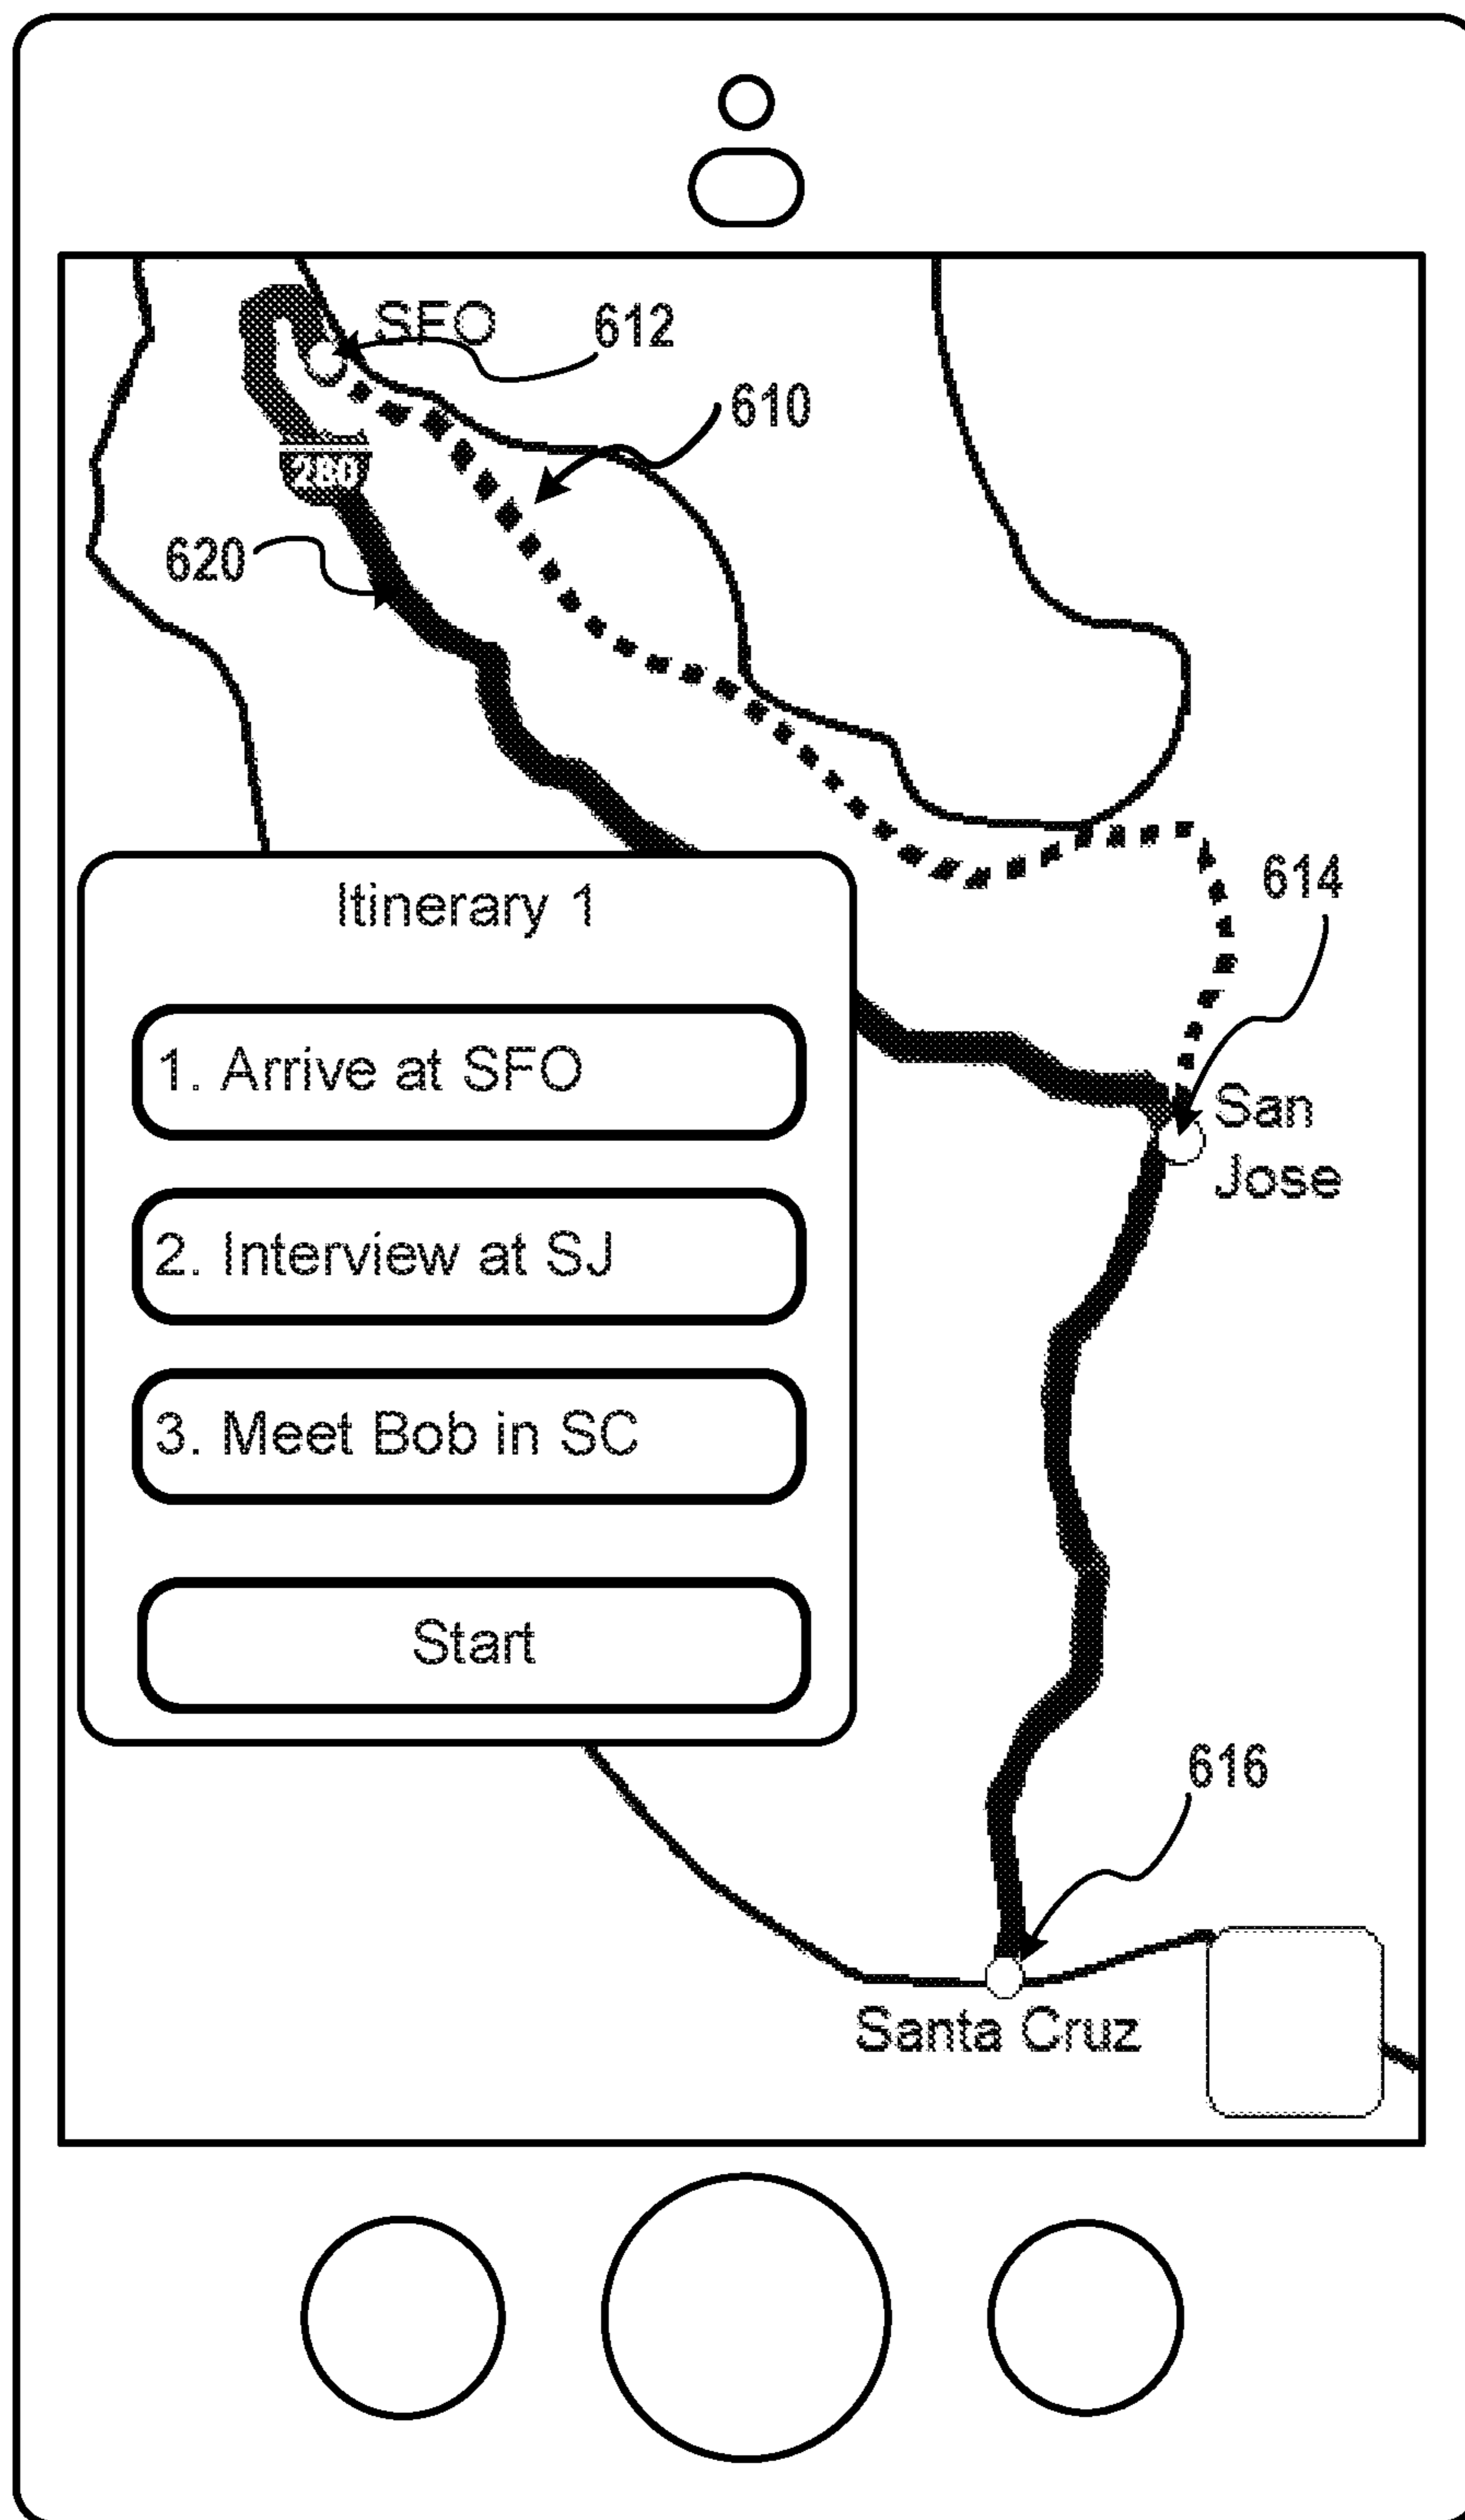 SFO
612
610
280
620
Itinerary 1
614
1. Arrive at SFO
San
Jose
2. Interview at SJ
3. Meet Bob in SC
Start
616
Santa Cruz